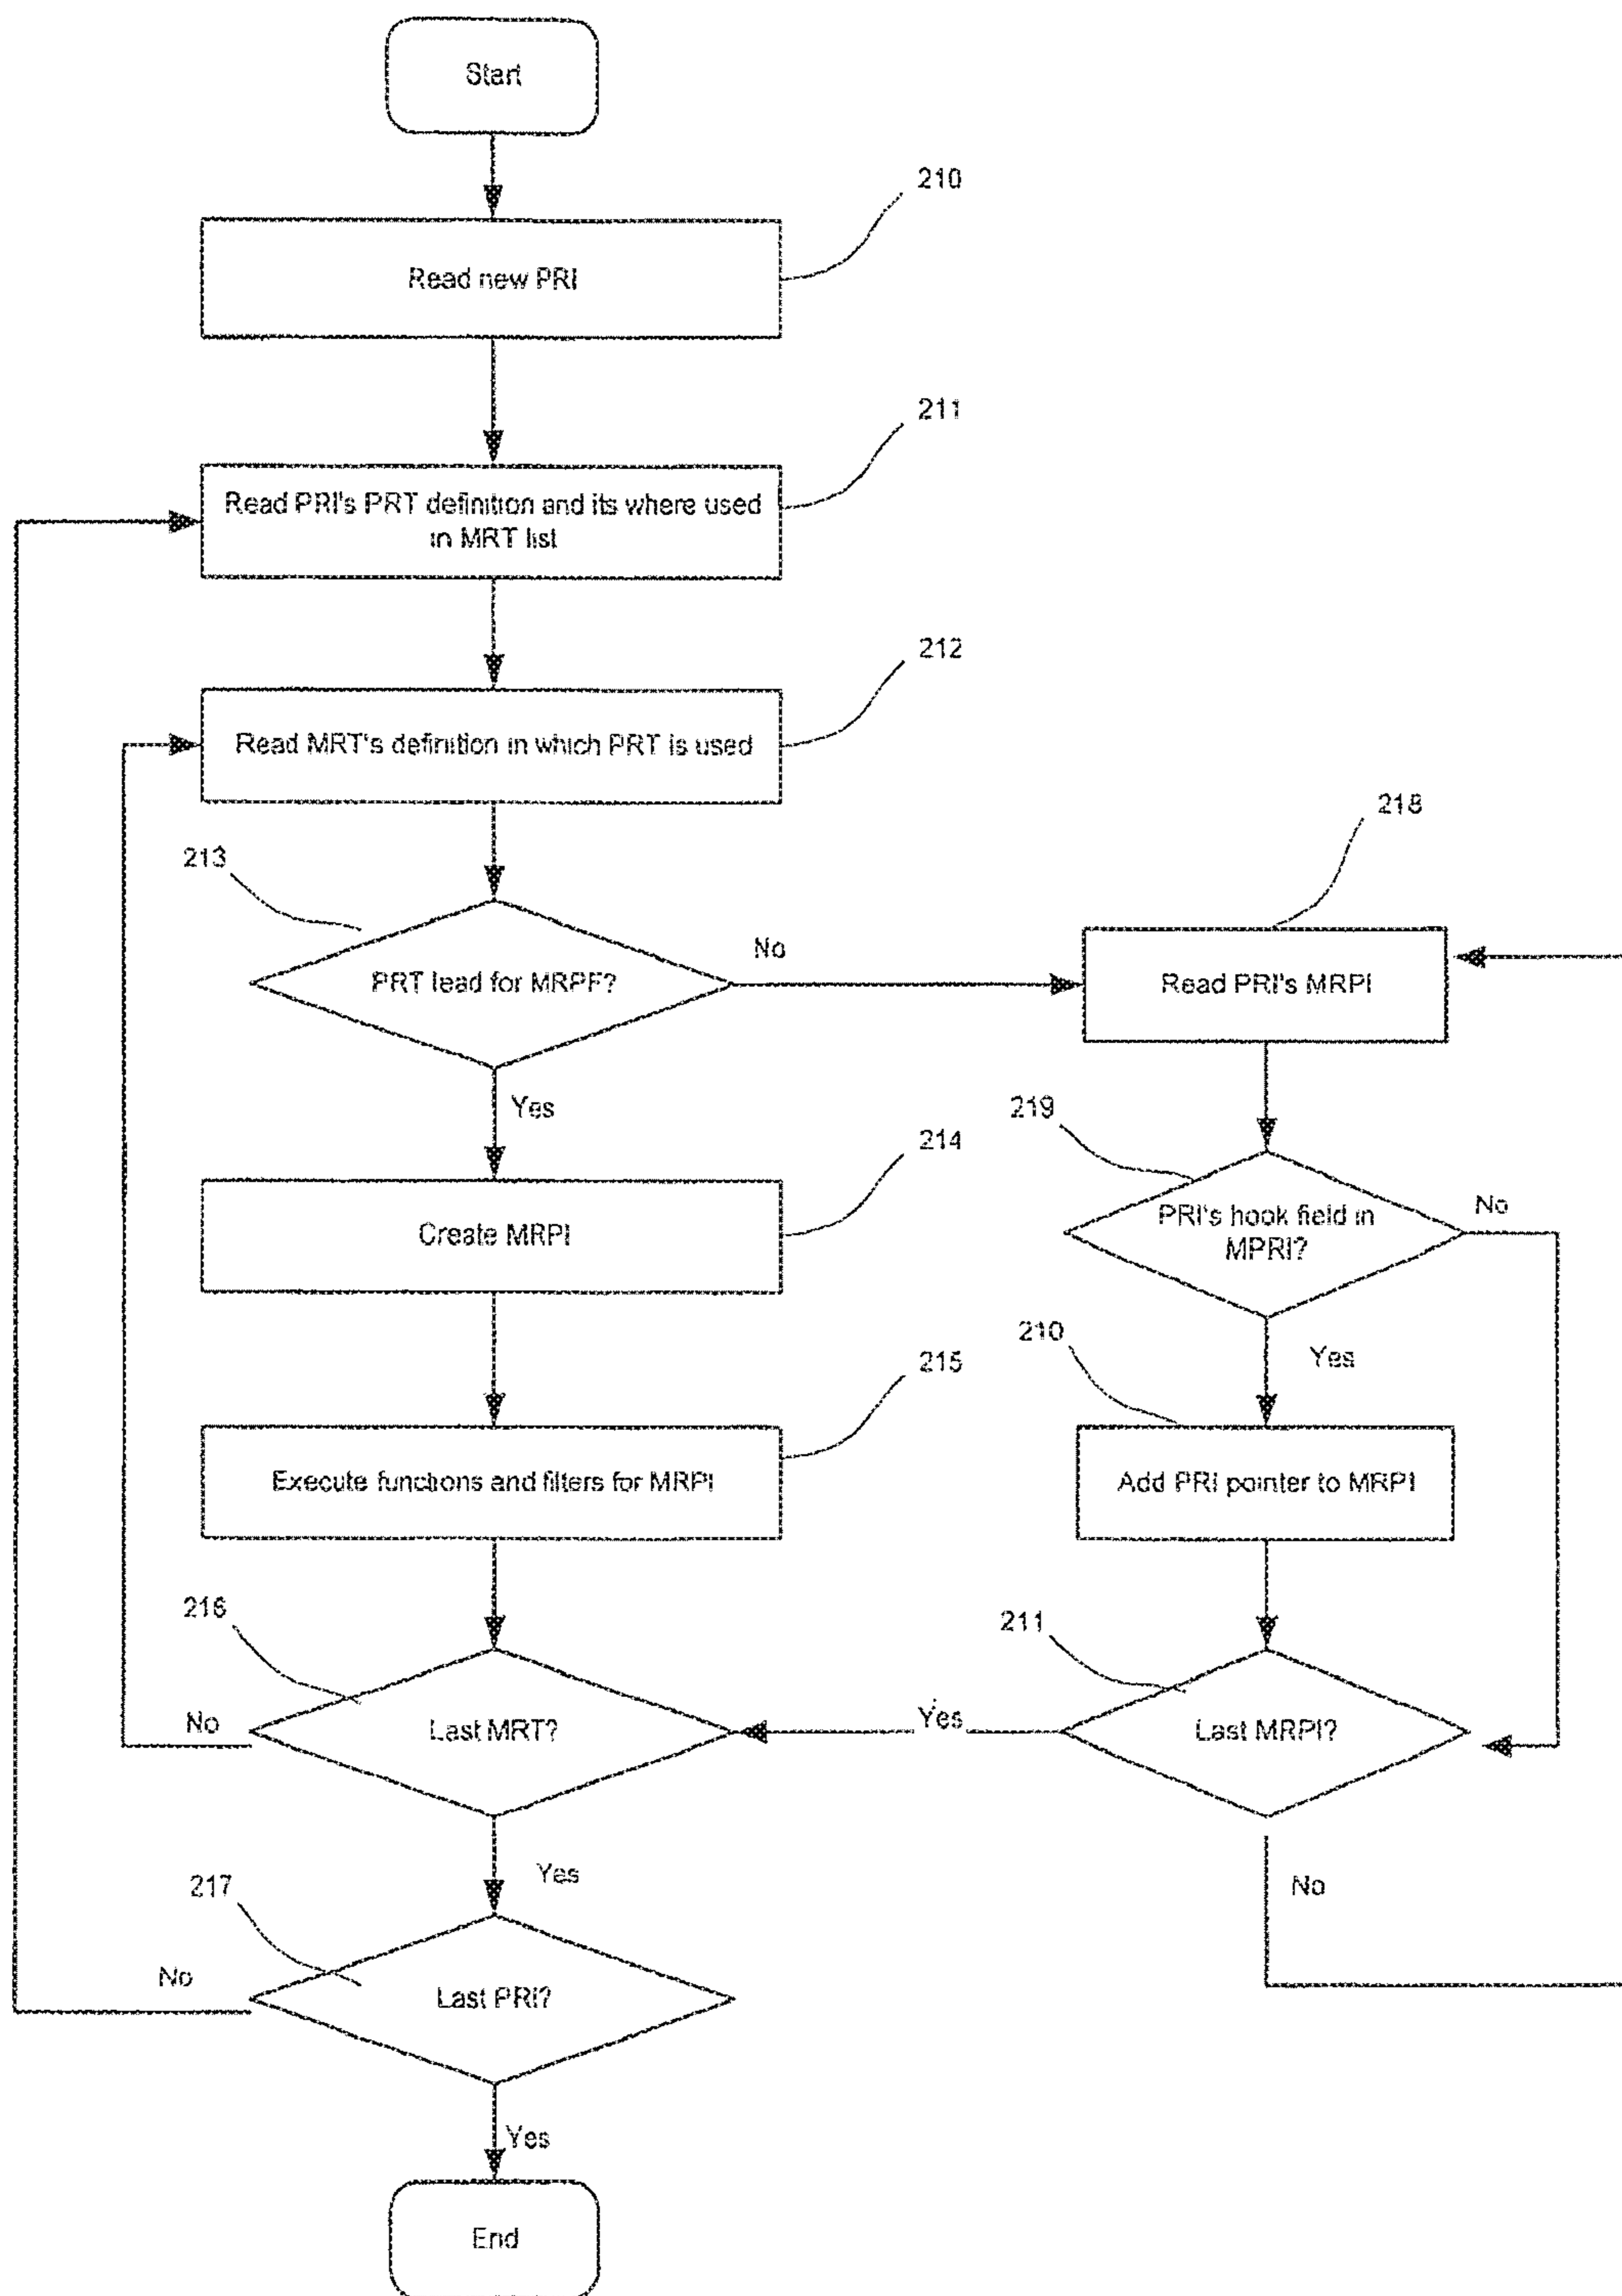 Start
210
Read new PRI
211
Read PRI's PRT definition and its where used
in MRT list
212
Read MRT's definition in which PRT is used
213
PRT lead for MRPF?
No
218
Read PRI's MRPI
Yes
214
Create MRPI
219
PRI's hook field in
MPRI?
No
215
Execute functions and filters for MRPI
210
Yes
Add PRI pointer to MRPI
216
Last MRT?
No
Yes
211
Last MRPI?
Yes
No
217
Last PRI?
No
Yes
End